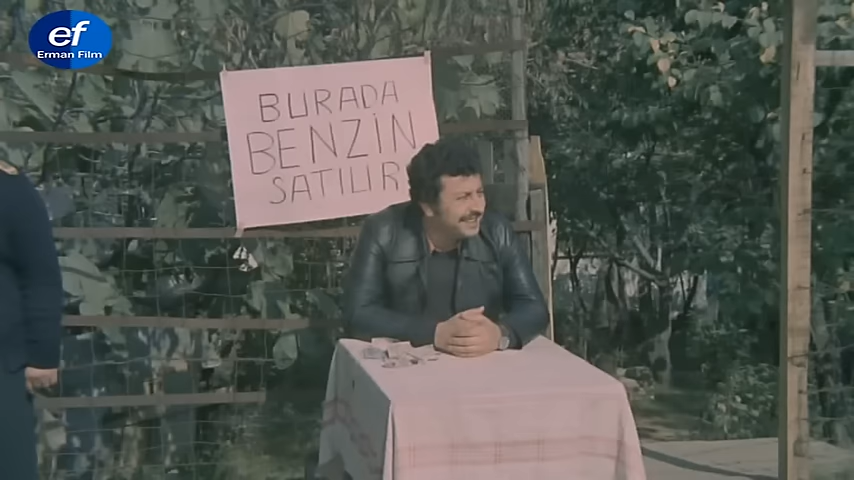 ef
Erman Film
BURADA
BENZİN
SATILIR